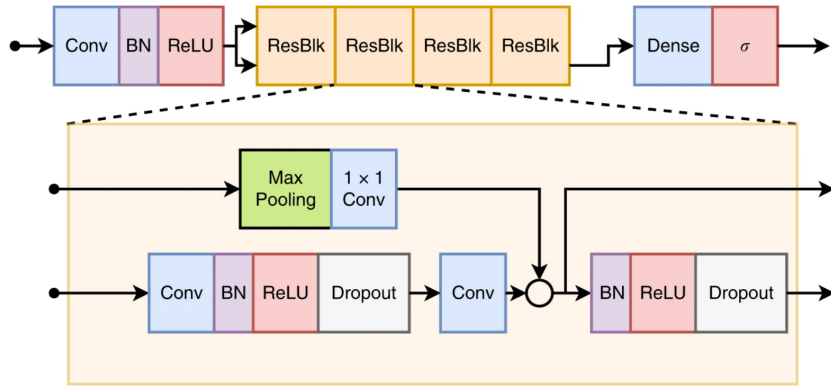 Conv BN ReLU ResBlk ResBlk ResBlk ResBlk Dense σ
Max 1 × 1
Pooling Conv
Conv BN ReLU Dropout Conv BN ReLU Dropout